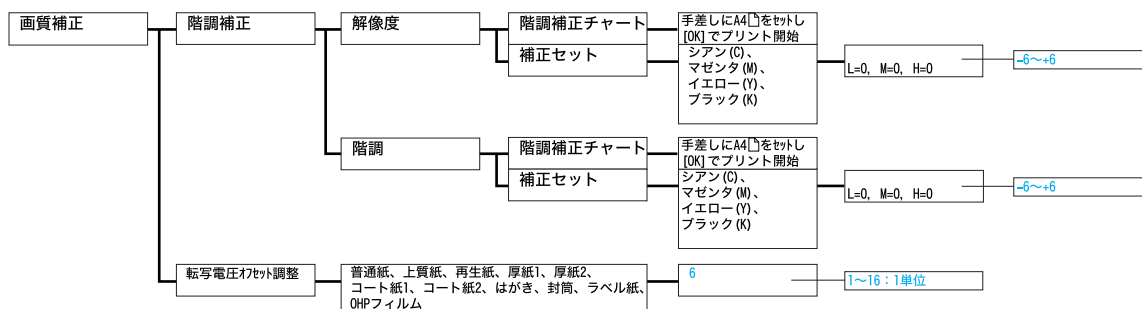 画質補正
階調補正
解像度
階調補正チャート
手差しにA4をセットし
[OK]でプリント開始
補正セット
シアン(C)、
マゼンタ(M)、
イエロー(Y)、
ブラック(K)
L=0, M=0, H=0
-6～+6
階調
階調補正チャート
手差しにA4をセットし
[OK]でプリント開始
補正セット
シアン(C)、
マゼンタ(M)、
イエロー(Y)、
ブラック(K)
L=0, M=0, H=0
-6～+6
転写電圧オフセット調整
普通紙、上質紙、再生紙、厚紙1、厚紙2、
コート紙1、コート紙2、はがき、封筒、ラベル紙、
OHPフィルム
6
1～16：1単位